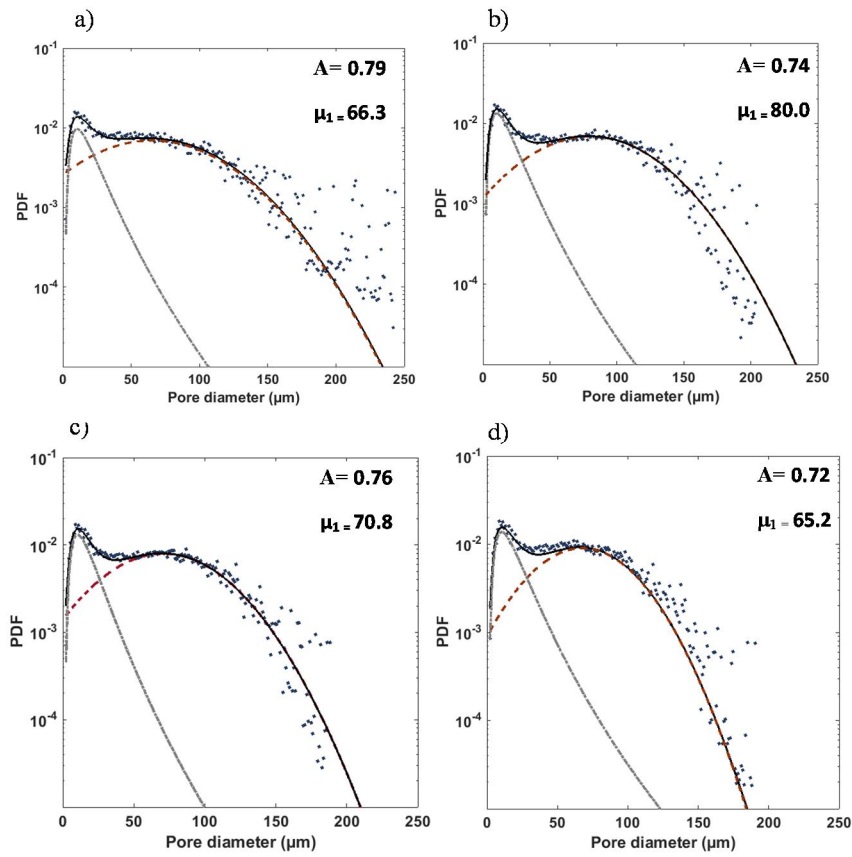 a)
A= 0.79
μ₁ = 66.3
10⁻¹
10⁻²
10⁻³
10⁻⁴
PDF
0 50 100 150 200 250
Pore diameter (μm)
b)
A= 0.74
μ₁ = 80.0
10⁻¹
10⁻²
10⁻³
10⁻⁴
PDF
0 50 100 150 200 250
Pore diameter (μm)
c)
A= 0.76
μ₁ = 70.8
10⁻¹
10⁻²
10⁻³
10⁻⁴
PDF
0 50 100 150 200 250
Pore diameter (μm)
d)
A= 0.72
μ₁ = 65.2
10⁻¹
10⁻²
10⁻³
10⁻⁴
PDF
0 50 100 150 200 250
Pore diameter (μm)